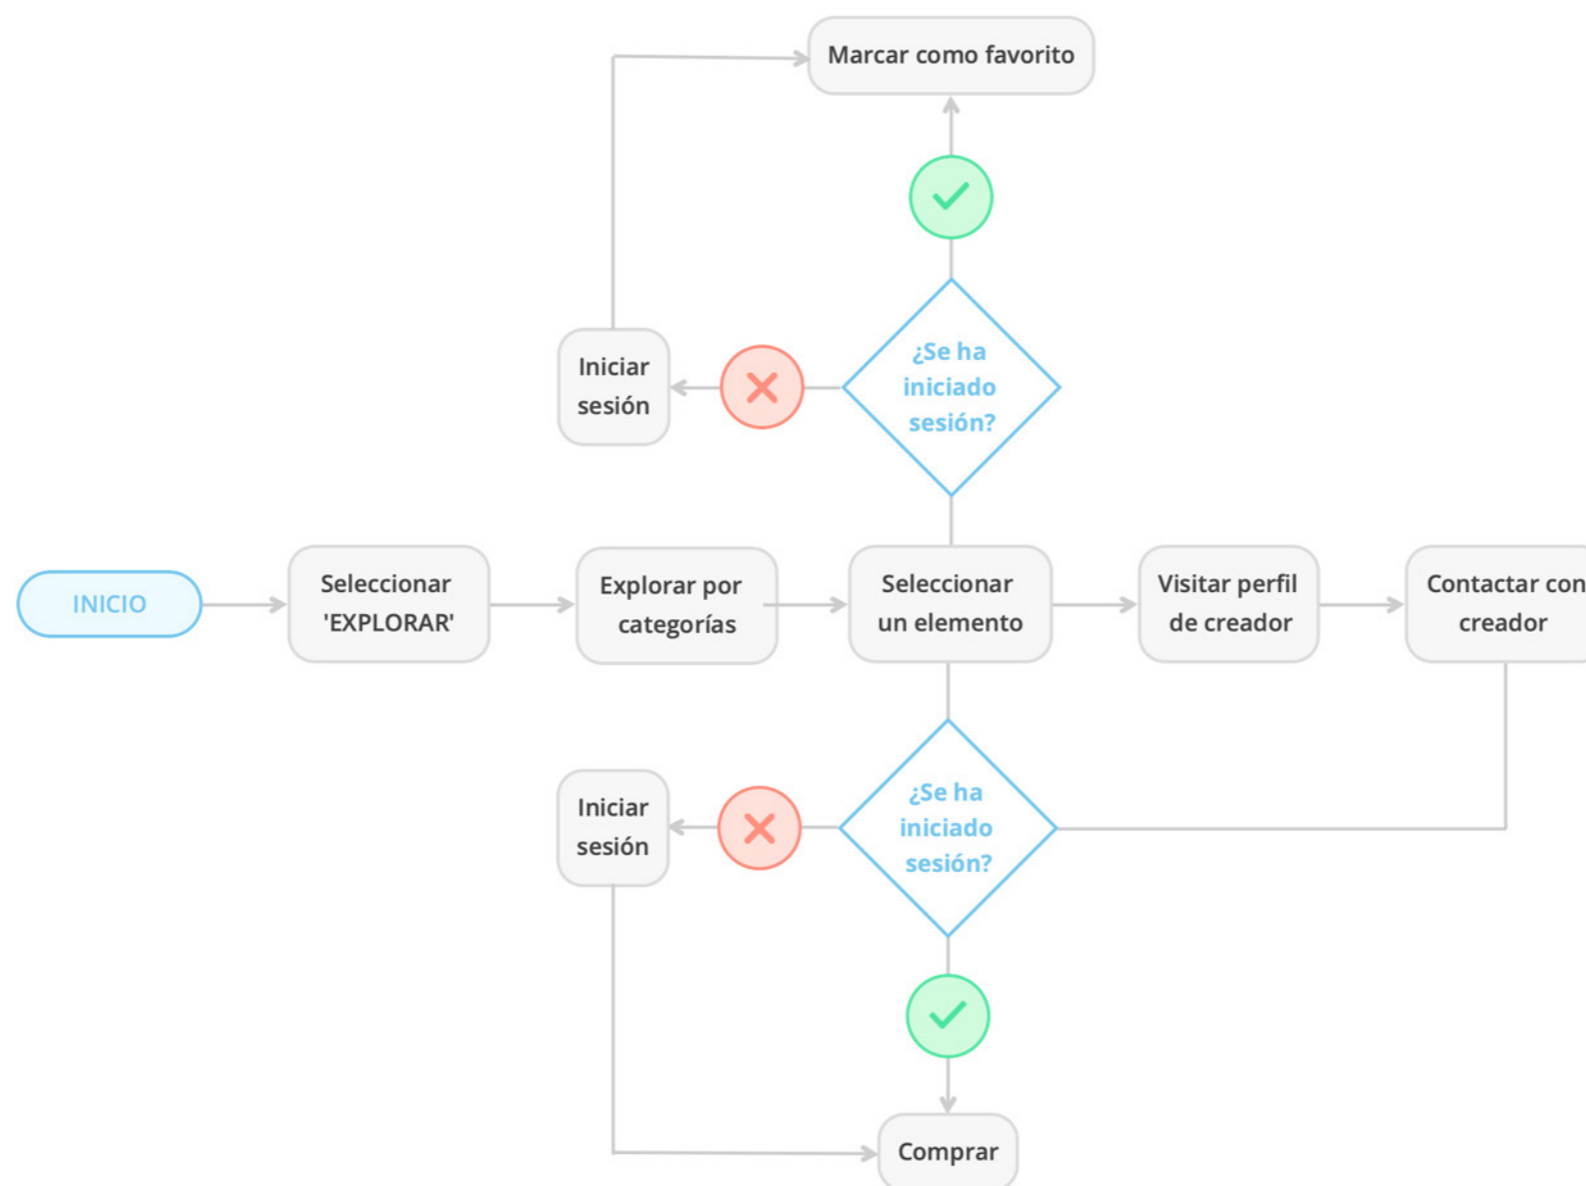 Marcar como favorito
¿Se ha
iniciado
sesión?
Iniciar
sesión
INICIO
Seleccionar
'EXPLORAR'
Explorar por
categorías
Seleccionar
un elemento
Visitar perfil
de creador
Contactar con
creador
¿Se ha
iniciado
sesión?
Iniciar
sesión
Comprar